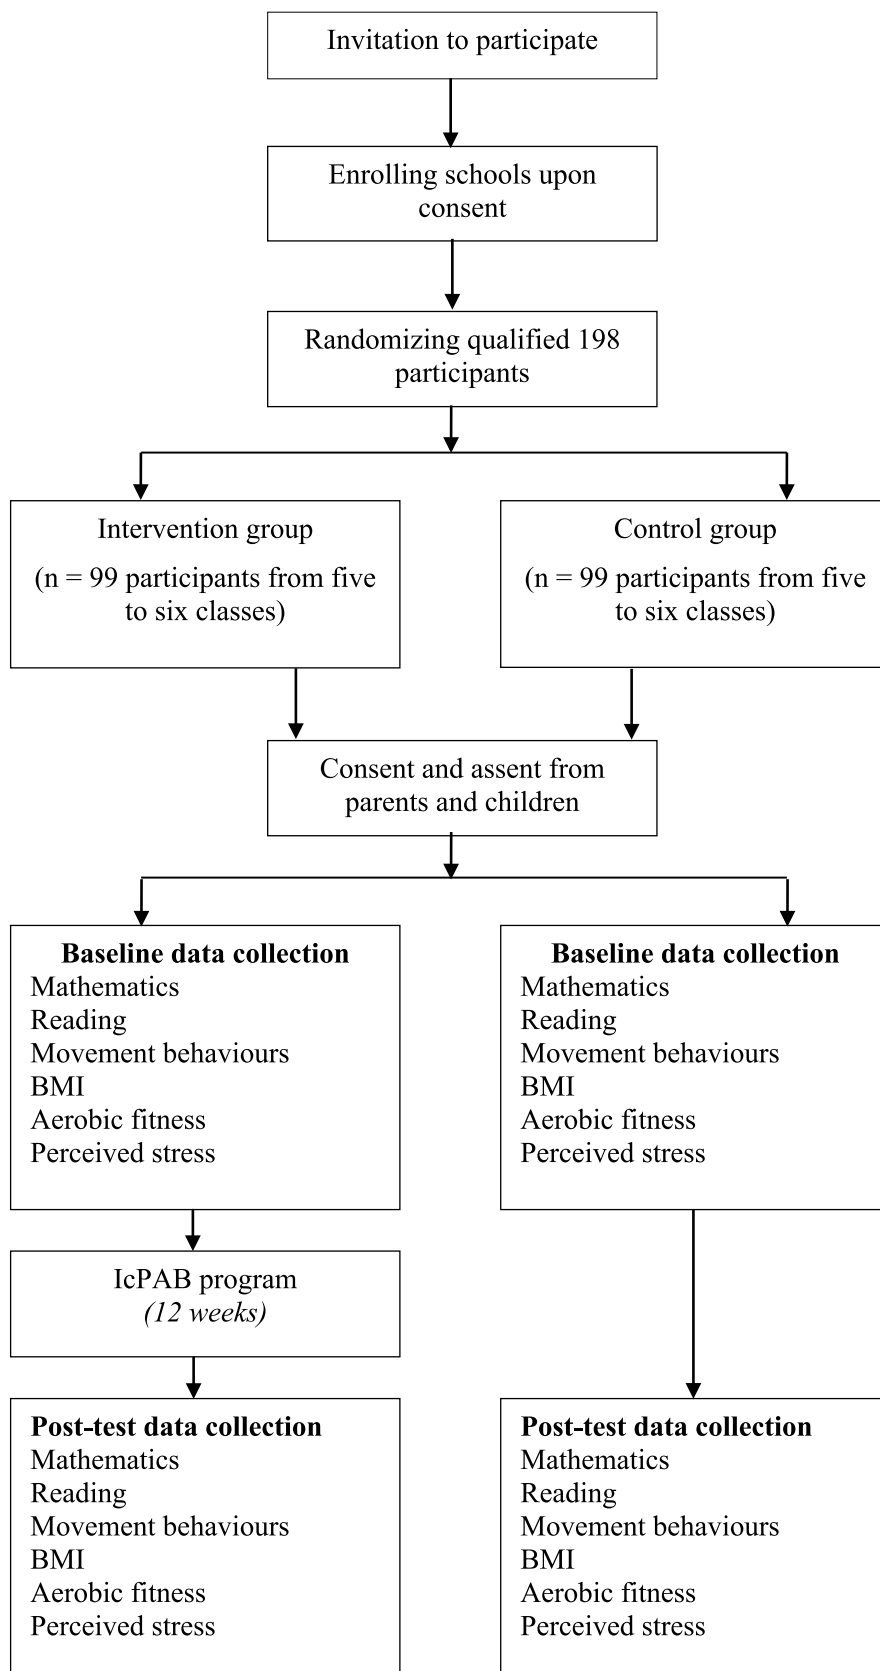 Invitation to participate
Enrolling schools upon
consent
Randomizing qualified 198
participants
Intervention group
(n = 99 participants from five
to six classes)
Control group
(n = 99 participants from five
to six classes)
Consent and assent from
parents and children
Baseline data collection
Mathematics
Reading
Movement behaviours
BMI
Aerobic fitness
Perceived stress
Baseline data collection
Mathematics
Reading
Movement behaviours
BMI
Aerobic fitness
Perceived stress
IcPAB program
(12 weeks)
Post-test data collection
Mathematics
Reading
Movement behaviours
BMI
Aerobic fitness
Perceived stress
Post-test data collection
Mathematics
Reading
Movement behaviours
BMI
Aerobic fitness
Perceived stress